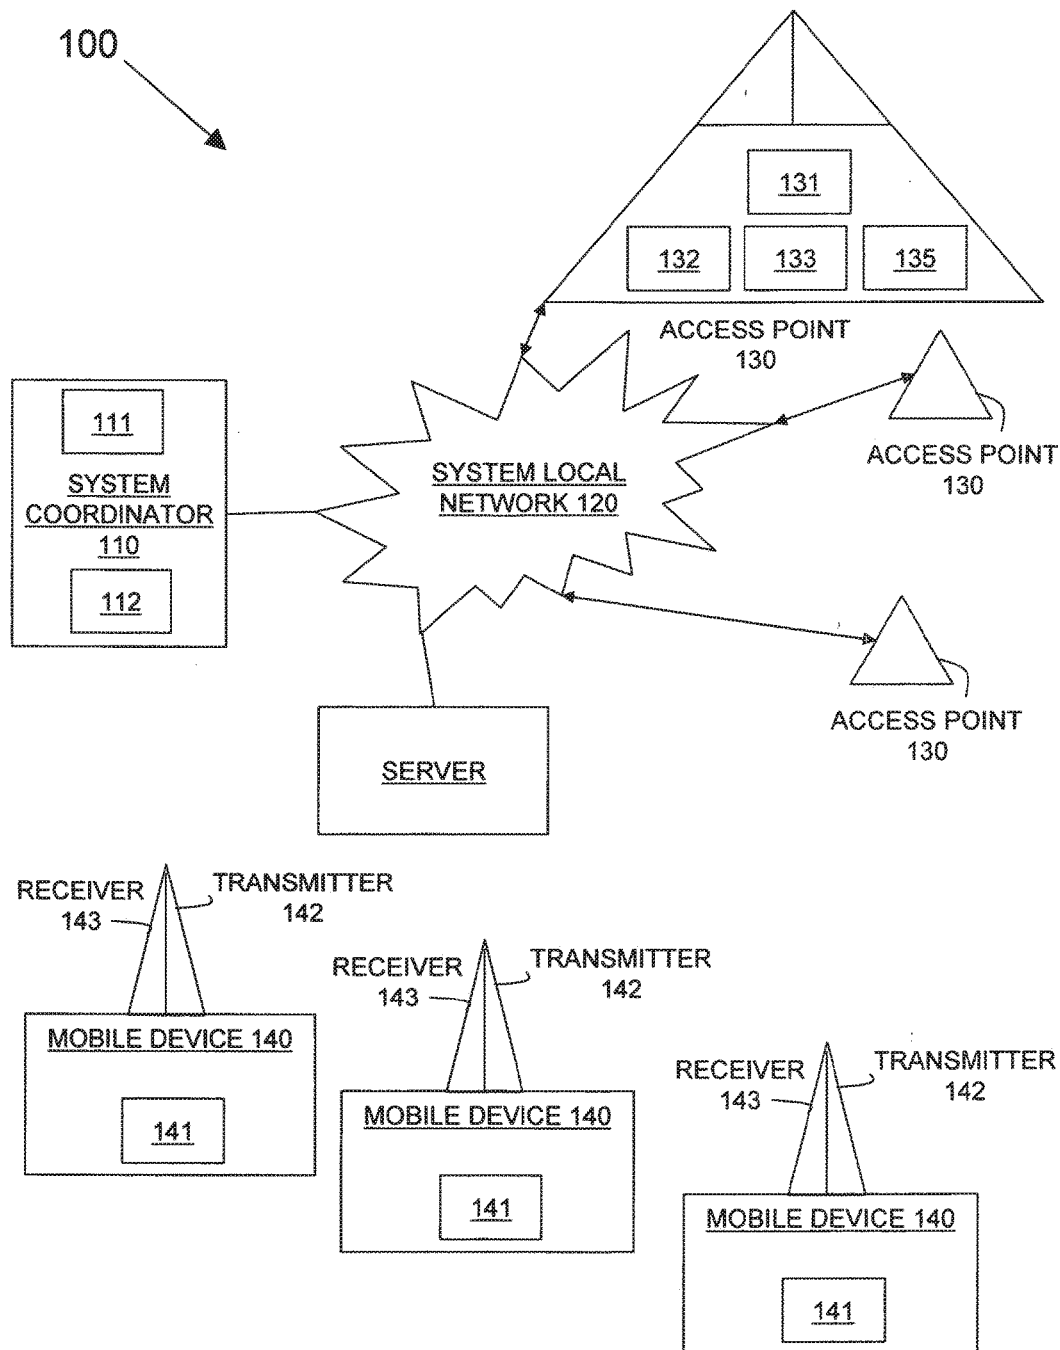 100
131
132
133
135
ACCESS POINT
130
111
SYSTEM
COORDINATOR
110
112
SYSTEM LOCAL
NETWORK 120
ACCESS POINT
130
ACCESS POINT
130
SERVER
RECEIVER
143
TRANSMITTER
142
MOBILE DEVICE 140
141
RECEIVER
143
TRANSMITTER
142
MOBILE DEVICE 140
141
RECEIVER
143
TRANSMITTER
142
MOBILE DEVICE 140
141